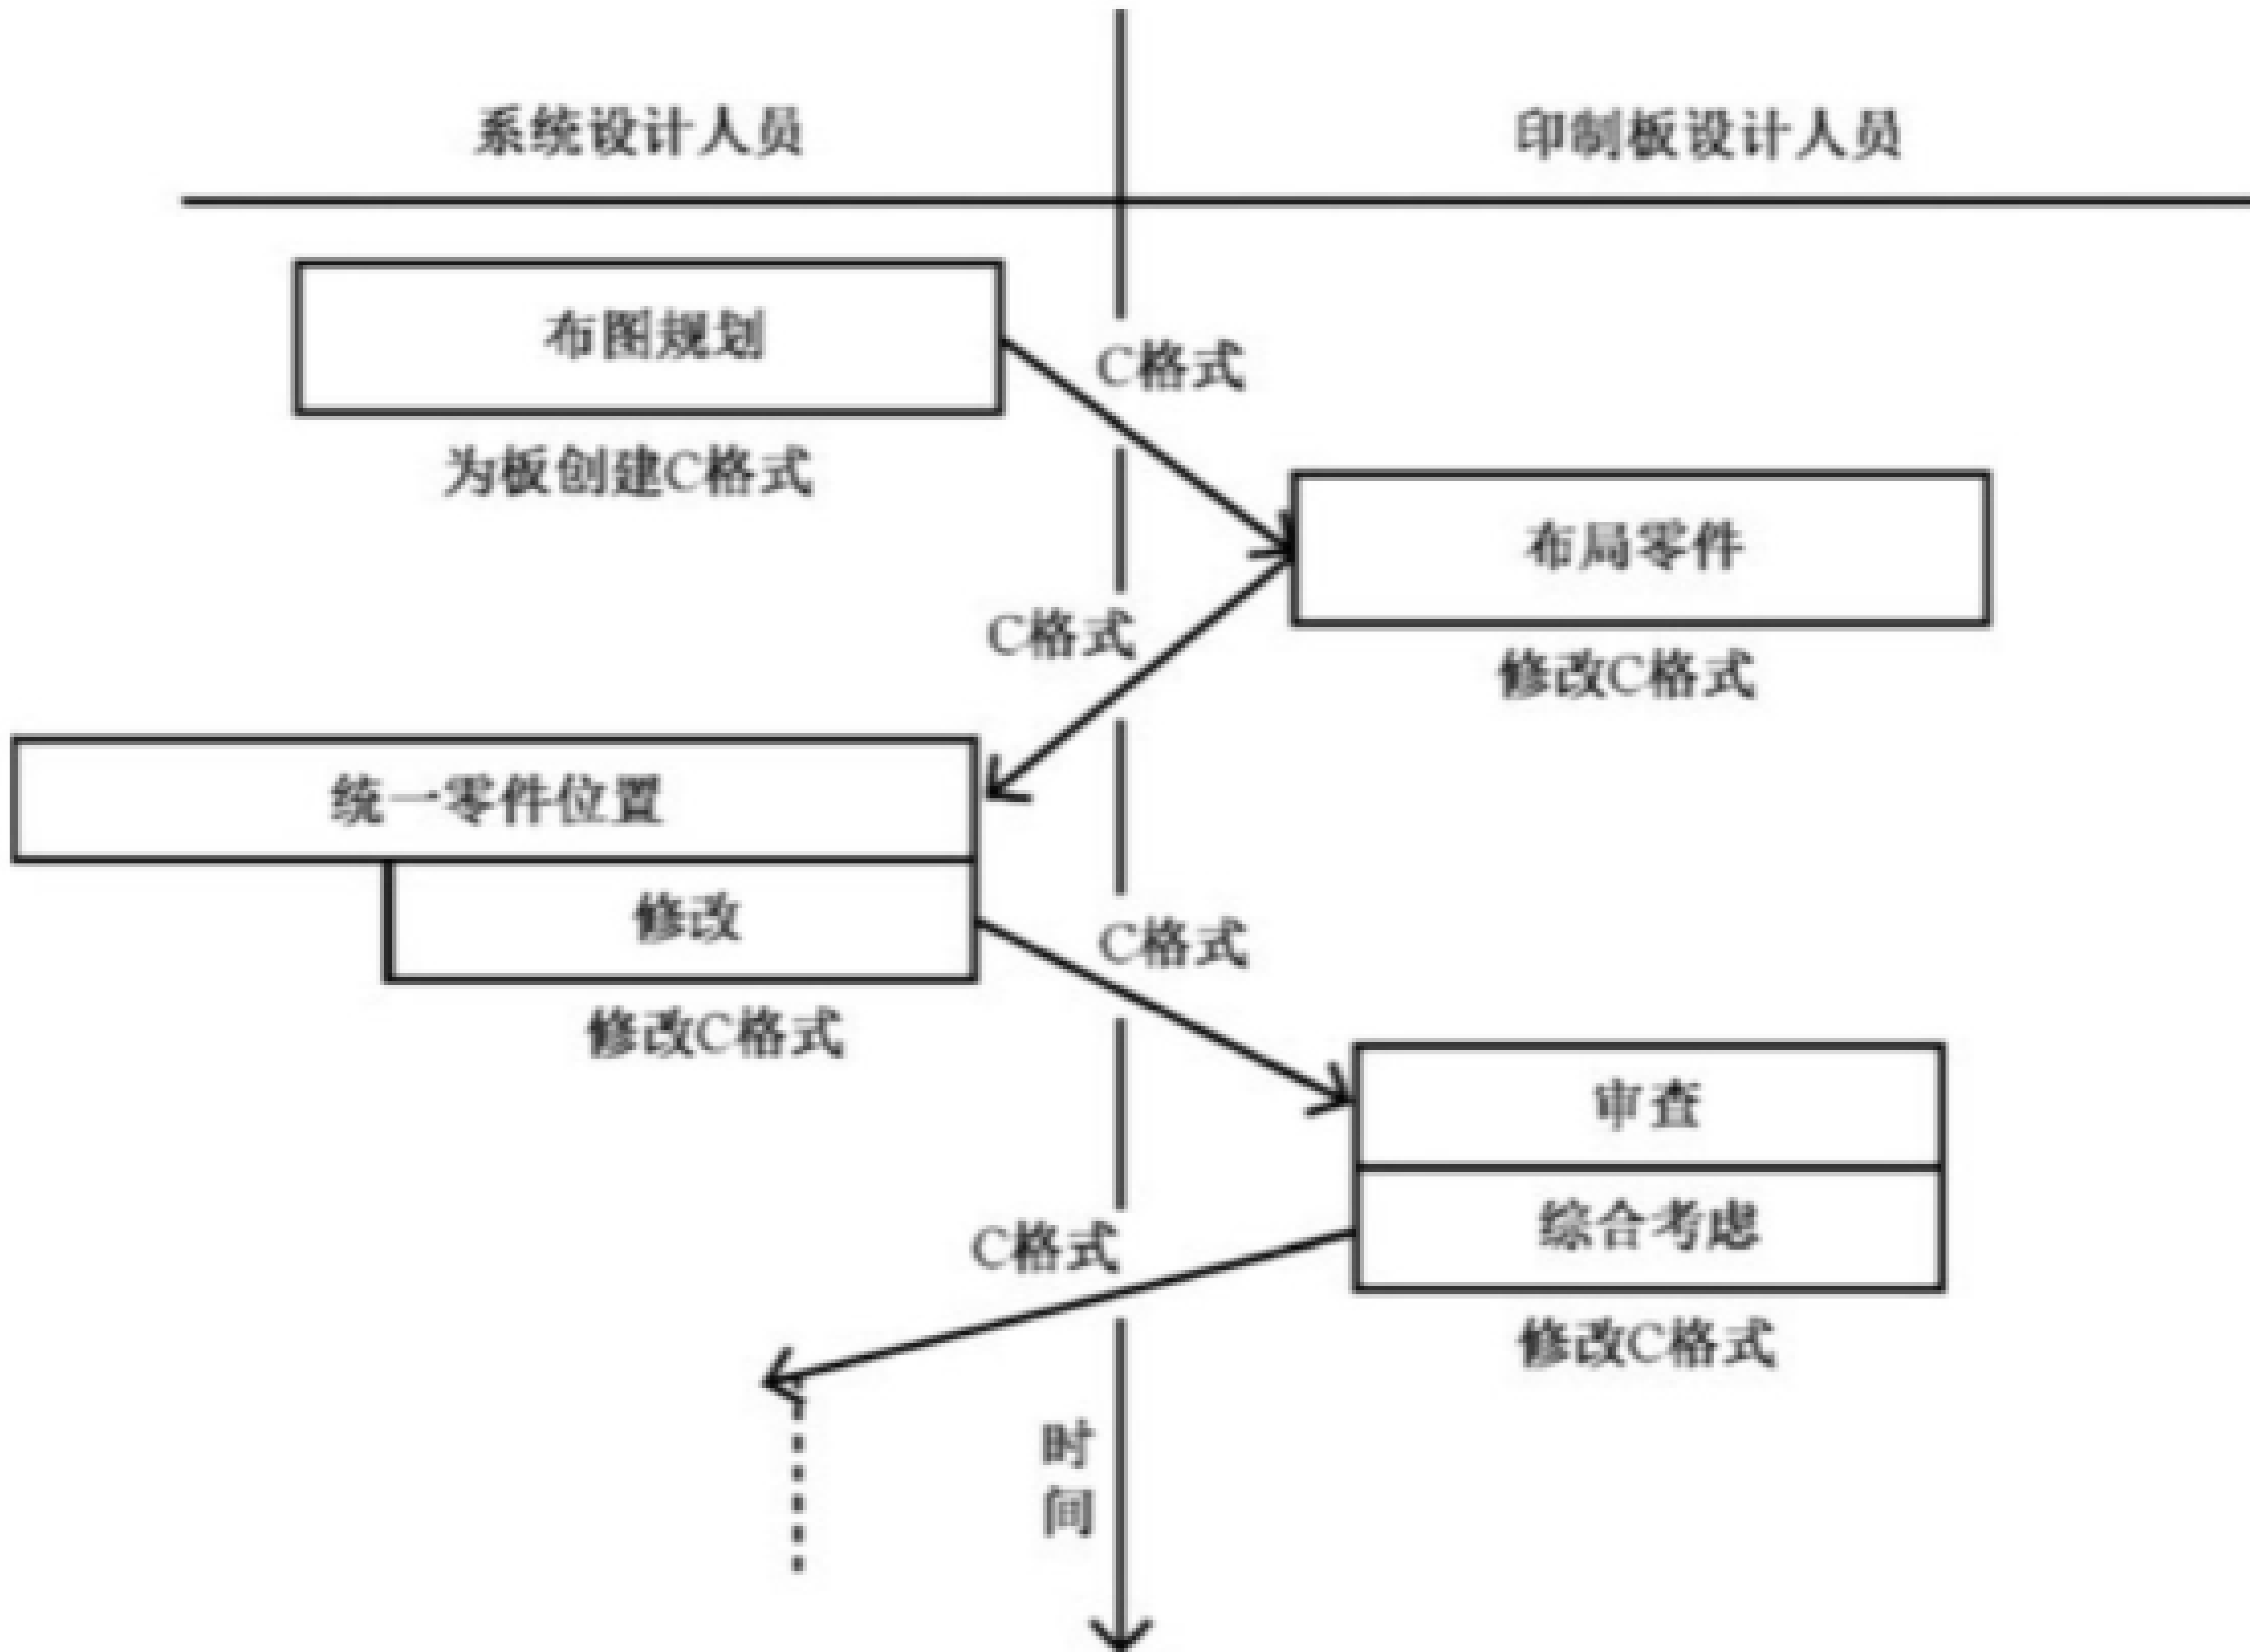 系统设计人员
印制板设计人员
布图规划
C格式
为板创建C格式
布局零件
C格式
修改C格式
统一零件位置
修改
C格式
修改C格式
审查
综合考虑
C格式
修改C格式
时间